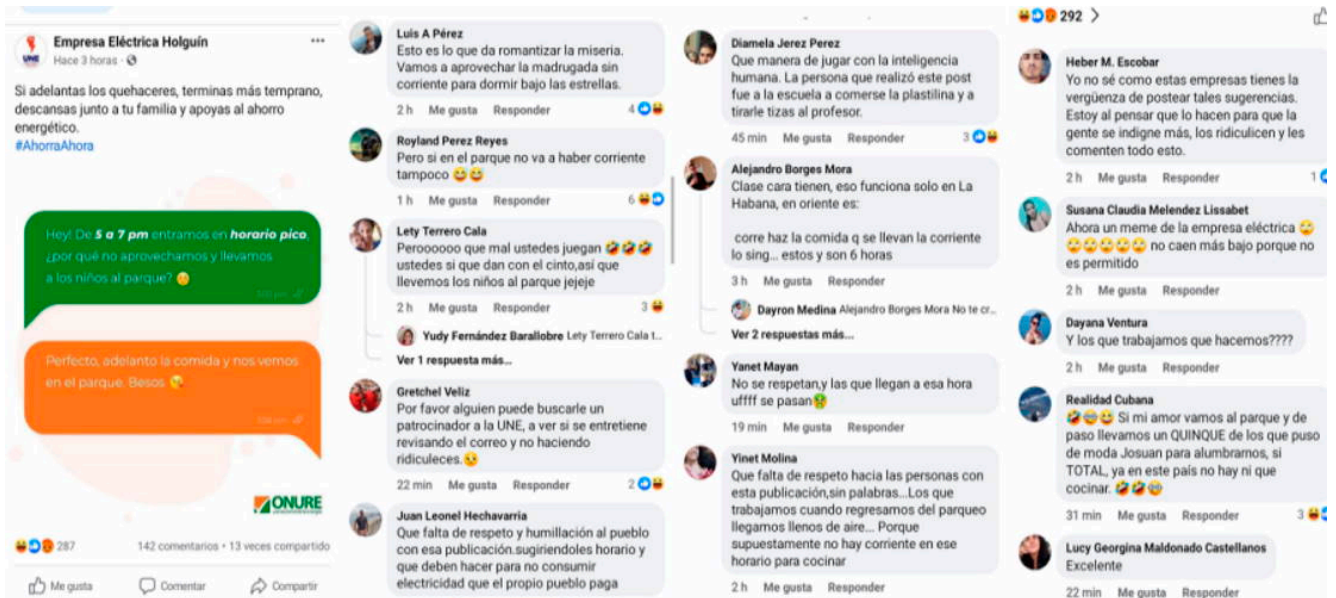 Empresa Eléctrica Holguín
Hace 3 horas
Si adelantas los quehaceres, terminas más temprano,
descansas junto a tu familia y apoyas al ahorro
energético.
#AhorraAhora
Hey! De 5 a 7 pm entramos en horario pico,
¿por qué no aprovechamos y llevamos
a los niños al parque? 🤭
Perfecto, adelanto la comida y nos vemos
en el parque. Besos 😘
ONURE
287
142 comentarios • 13 veces compartido
Me gusta Comentar Compartir
Luis A Pérez
Esto es lo que da romantizar la miseria.
Vamos a aprovechar la madrugada sin
corriente para dormir bajo las estrellas.
2 h Me gusta Responder 4
Royland Perez Reyes
Pero si en el parque no va a haber corriente
tampoco 😅😅
1 h Me gusta Responder 6
Lety Terrero Cala
Peroooooo que mal ustedes juegan 🤣🤣🤣
ustedes si que dan con el cinto,así que
llevemos los niños al parque jejeje
2 h Me gusta Responder 3
Yudy Fernández Barallobre Lety Terrero Cala t...
Ver 1 respuesta más...
Gretchel Veliz
Por favor alguien puede buscarle un
patrocinador a la UNE, a ver si se entretiene
revisando el correo y no haciendo
ridiculeces.😒
22 min Me gusta Responder 2
Juan Leonel Hechavarria
Que falta de respeto y humillación al pueblo
con esa publicación.sugiriendoles horario y
que deben hacer para no consumir
electricidad que el propio pueblo paga
Diamela Jerez Perez
Que manera de jugar con la inteligencia
humana. La persona que realizó este post
fue a la escuela a comerse la plastilina y a
tirarle tizas al profesor.
45 min Me gusta Responder 3
Alejandro Borges Mora
Clase cara tienen, eso funciona solo en La
Habana, en oriente es:
corre haz la comida q se llevan la corriente
lo sing... estos y son 6 horas
3 h Me gusta Responder
Dayron Medina Alejandro Borges Mora No te cr...
Ver 2 respuestas más...
Yanet Mayan
No se respetan,y las que llegan a esa hora
uffff se pasan🤢
19 min Me gusta Responder
Yinet Molina
Que falta de respeto hacia las personas con
esta publicación,sin palabras...Los que
trabajamos cuando regresamos del parqueo
llegamos llenos de aire... Porque
supuestamente no hay corriente en ese
horario para cocinar
2 h Me gusta Responder
292
Heber M. Escobar
Yo no sé como estas empresas tienes la
vergüenza de postear tales sugerencias.
Estoy al pensar que lo hacen para que la
gente se indigne más, los ridiculicen y les
comenten todo esto.
2 h Me gusta Responder 1
Susana Claudia Melendez Lissabet
Ahora un meme de la empresa eléctrica 🙄
🙄🙄🙄🙄🙄 no caen más bajo porque no
es permitido
2 h Me gusta Responder
Dayana Ventura
Y los que trabajamos que hacemos????
2 h Me gusta Responder
Realidad Cubana
🤣🤓😂 Si mi amor vamos al parque y de
paso llevamos un QUINQUE de los que puso
de moda Josuan para alumbrarnos, si
TOTAL, ya en este país no hay ni que
cocinar. 🤣🤣🤓
31 min Me gusta Responder 3
Lucy Georgina Maldonado Castellanos
Excelente
22 min Me gusta Responder